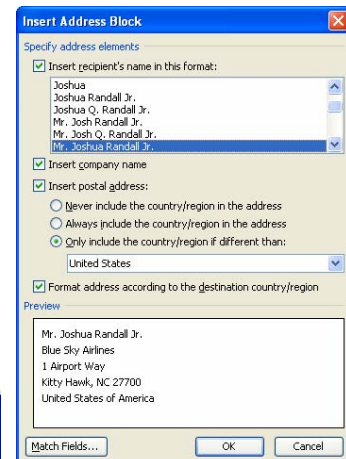 Insert Address Block
Specify address elements
Insert recipient's name in this format:
Joshua
Joshua Randall Jr.
Joshua Q. Randall Jr.
Mr. Josh Randall Jr.
Mr. Josh Q. Randall Jr.
Mr. Joshua Randall Jr.
Insert company name
Insert postal address:
Never include the country/region in the address
Always include the country/region in the address
Only include the country/region if different than:
United States
Format address according to the destination country/region
Preview
Mr. Joshua Randall Jr.
Blue Sky Airlines
1 Airport Way
Kitty Hawk, NC 27700
United States of America
Match Fields...
OK
Cancel